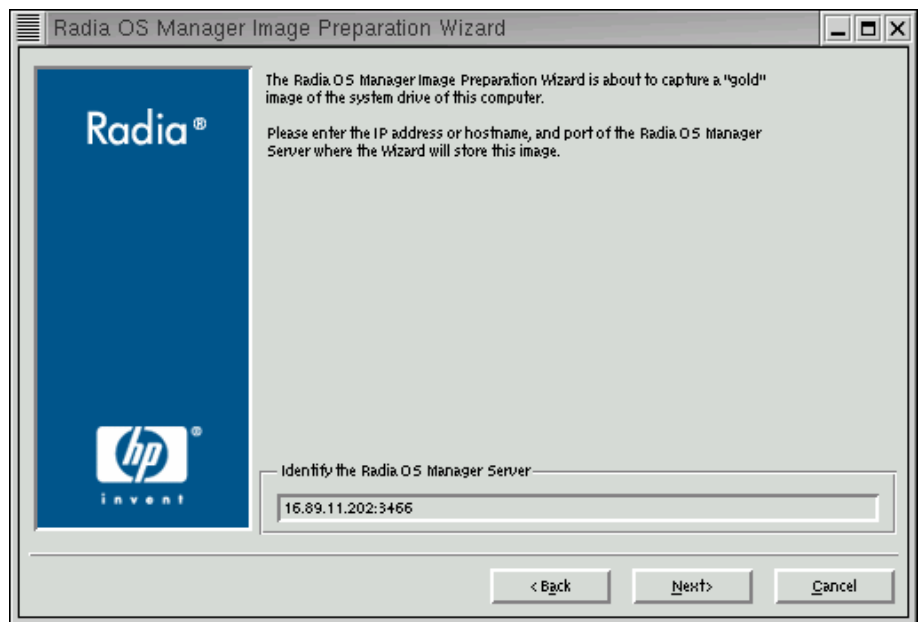 Radia OS Manager Image Preparation Wizard
The Radia OS Manager Image Preparation Wizard is about to capture a "gold"
image of the system drive of this computer.
Please enter the IP address or hostname, and port of the Radia OS Manager
Server where the Wizard will store this image.
Radia®
hp®
invent
Identify the Radia OS Manager Server
16.89.11.202:3466
< Back
Next>
Cancel